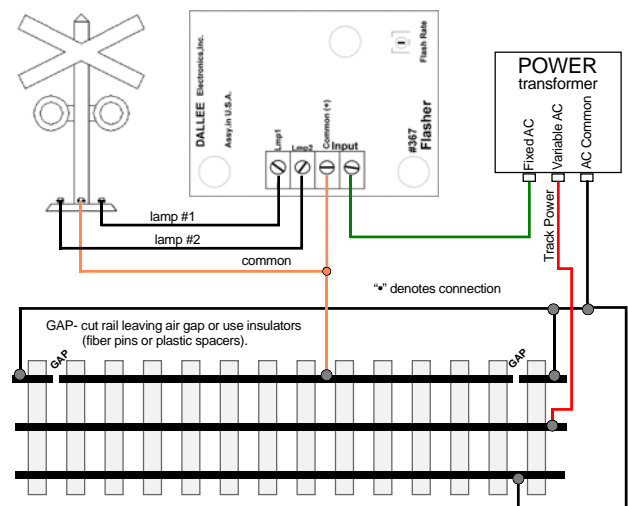 DALLEE Electronics,Inc.
Assy.in U.S.A.
Flash Rate
#367
Flasher
Lmp1
Lmp2
Common (+)
Input
POWER
transformer
Fixed AC
Variable AC
AC Common
Track Power
lamp #1
lamp #2
common
“•” denotes connection
GAP- cut rail leaving air gap or use insulators
(fiber pins or plastic spacers).
GAP
GAP